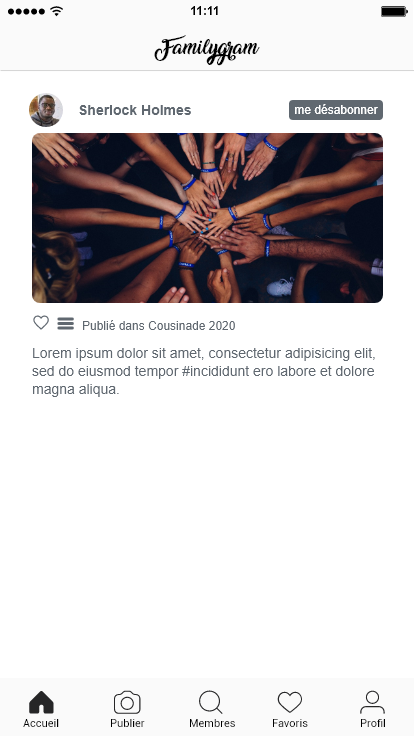 11:11
Familygram
Sherlock Holmes
me désabonner
Publié dans Cousinade 2020
Lorem ipsum dolor sit amet, consectetur adipisicing elit,
sed do eiusmod tempor #incididunt ero labore et dolore
magna aliqua.
Accueil
Publier
Membres
Favoris
Profil